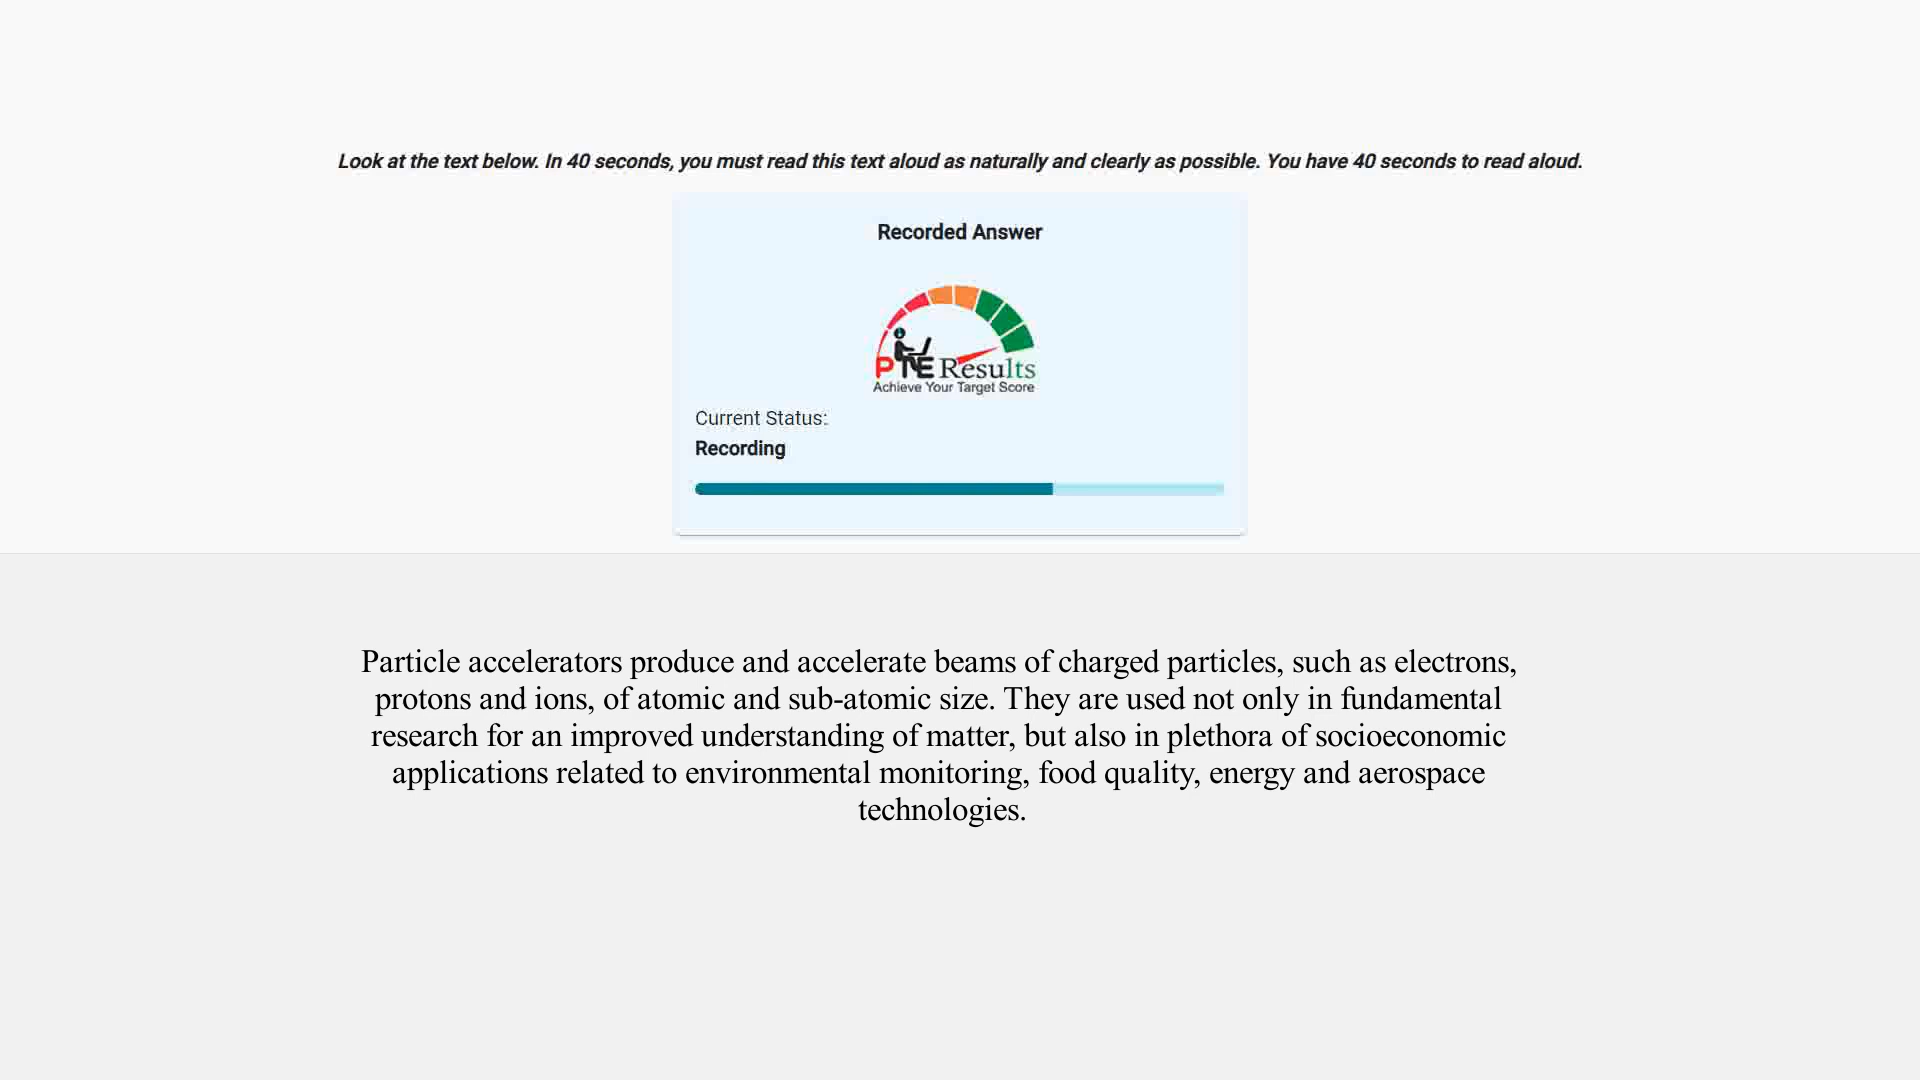 Look at the text below. In 40 seconds, you must read this text aloud as naturally and clearly as possible. You have 40 seconds to read aloud.
Recorded Answer
PTE Results
Achieve Your Target Score
Current Status:
Recording
Particle accelerators produce and accelerate beams of charged particles, such as electrons,
protons and ions, of atomic and sub-atomic size. They are used not only in fundamental
research for an improved understanding of matter, but also in plethora of socioeconomic
applications related to environmental monitoring, food quality, energy and aerospace
technologies.